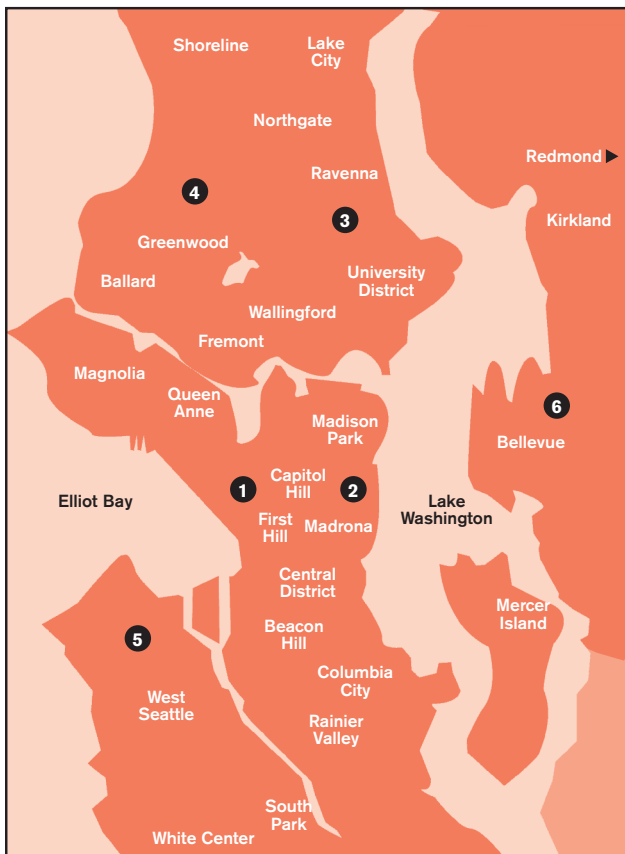 Shoreline
Lake
City
Northgate
Redmond
Ravenna
4
3
Kirkland
Greenwood
University
District
Ballard
Wallingford
Fremont
Magnolia
Queen
Anne
6
Madison
Park
Bellevue
Capitol
Hill
1
2
Elliot Bay
Lake
Washington
First
Hill
Madrona
Central
District
Mercer
Island
5
Beacon
Hill
Columbia
City
West
Seattle
Rainier
Valley
South
Park
White Center